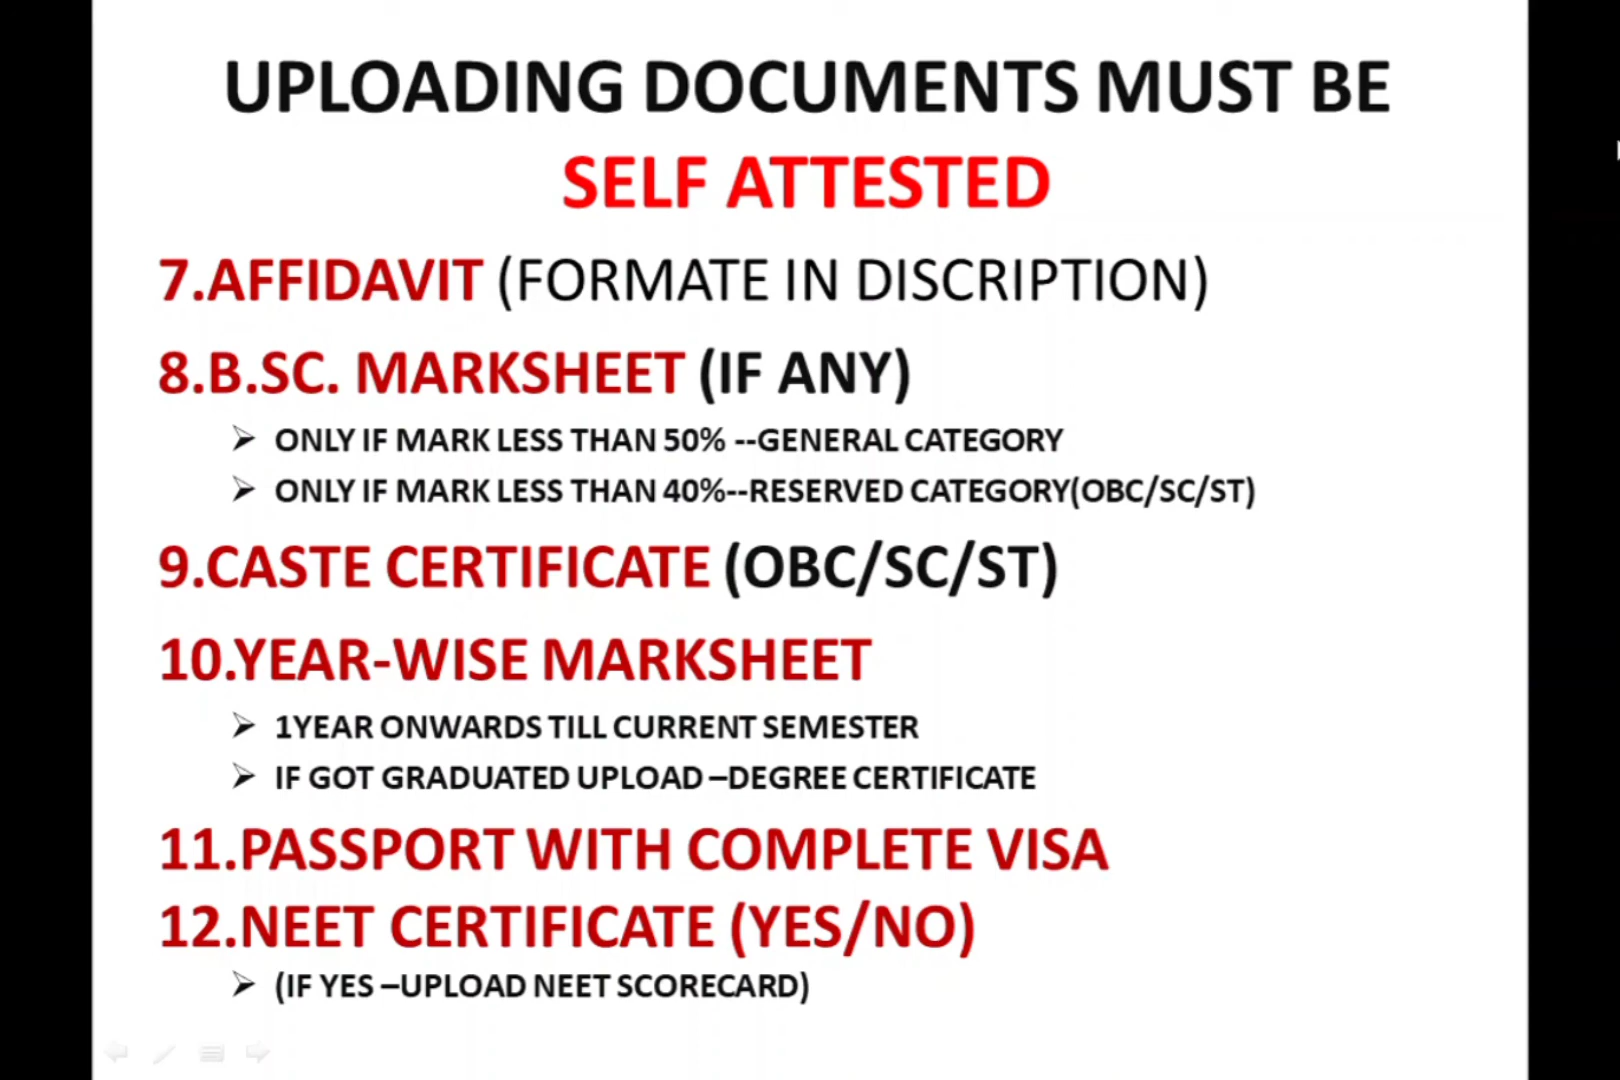 UPLOADING DOCUMENTS MUST BE
SELF ATTESTED
7.AFFIDAVIT (FORMATE IN DISCRIPTION)
8.B.SC. MARKSHEET (IF ANY)
ONLY IF MARK LESS THAN 50% --GENERAL CATEGORY
ONLY IF MARK LESS THAN 40%--RESERVED CATEGORY(OBC/SC/ST)
9.CASTE CERTIFICATE (OBC/SC/ST)
10.YEAR-WISE MARKSHEET
1YEAR ONWARDS TILL CURRENT SEMESTER
IF GOT GRADUATED UPLOAD –DEGREE CERTIFICATE
11.PASSPORT WITH COMPLETE VISA
12.NEET CERTIFICATE (YES/NO)
(IF YES –UPLOAD NEET SCORECARD)